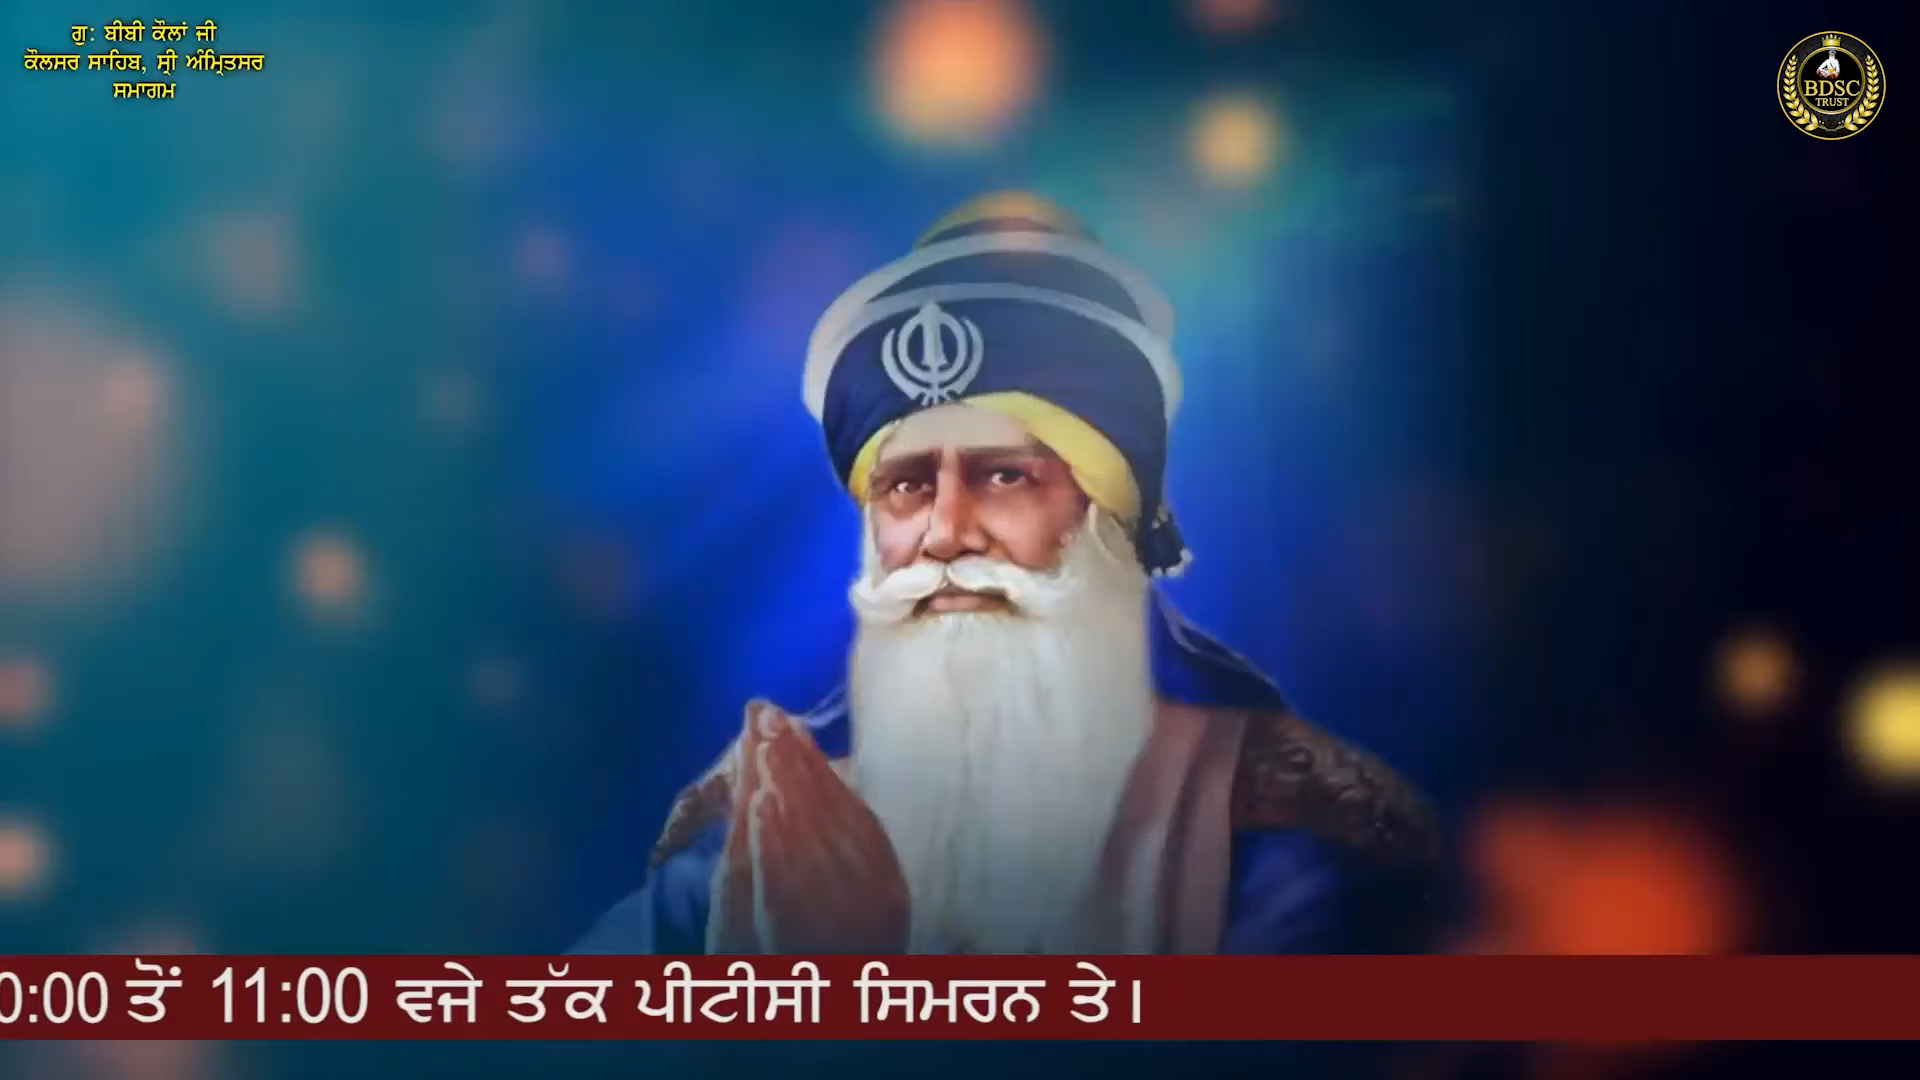 ਗੁ: ਬੀਬੀ ਕੌਲਾਂ ਜੀ
ਕੌਲਸਰ ਸਾਹਿਬ, ਸ੍ਰੀ ਅੰਮ੍ਰਿਤਸਰ
ਸਮਾਗਮ
BDSC
TRUST
0:00 ਤੋਂ 11:00 ਵਜੇ ਤੱਕ ਪੀਟੀਸੀ ਸਿਮਰਨ ਤੇ।